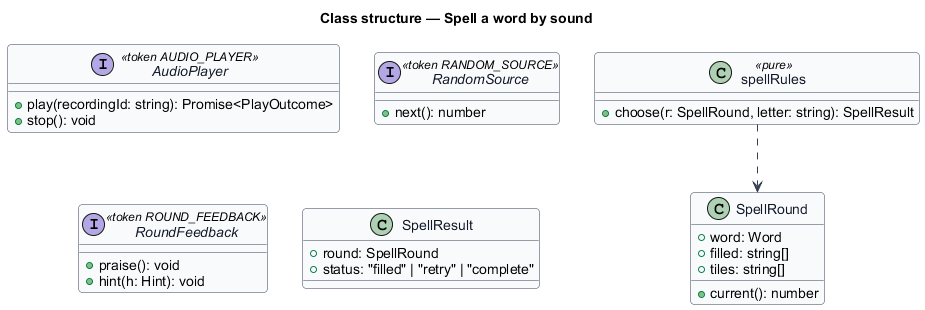 Class structure — Spell a word by sound
I «token AUDIO_PLAYER»
AudioPlayer
play(recordingId: string): Promise<PlayOutcome>
stop(): void
I «token RANDOM_SOURCE»
RandomSource
next(): number
C «pure»
spellRules
choose(r: SpellRound, letter: string): SpellResult
I «token ROUND_FEEDBACK»
RoundFeedback
praise(): void
hint(h: Hint): void
C SpellResult
round: SpellRound
status: "filled" | "retry" | "complete"
C SpellRound
word: Word
filled: string[]
tiles: string[]
current(): number